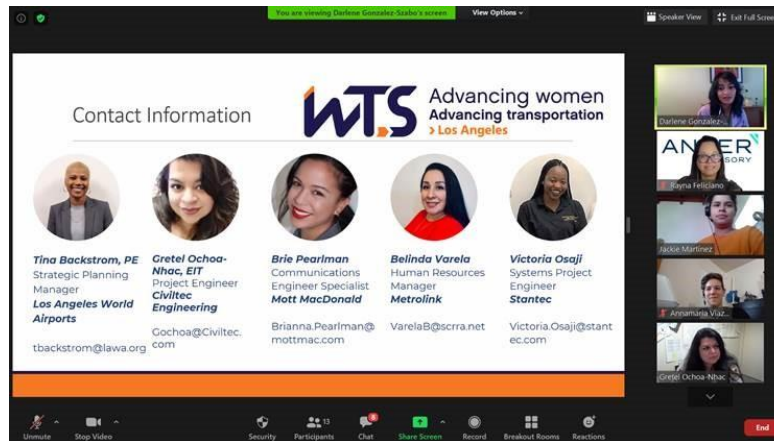 You are viewing Darlene Gonzalez-Szabo's screen
View Options
Speaker View
Exit Full Scree
Contact Information
WTS
Advancing women
Advancing transportation
> Los Angeles
Tina Backstrom, PE
Strategic Planning
Manager
Los Angeles World
Airports
tbackstrom@lawa.org
Gretel Ochoa-
Nhac, EIT
Project Engineer
Civiltec
Engineering
Gochoa@Civiltec.
com
Brie Pearlman
Communications
Engineer Specialist
Mott MacDonald
Brianna.Pearlman@
mottmac.com
Belinda Varela
Human Resources
Manager
Metrolink
VarelaB@scrra.net
Victoria Osaji
Systems Project
Engineer
Stantec
Victoria.Osaji@stant
ec.com
Darlene Gonzalez-...
Rayna Feliciano
Jackie Martinez
Annamaria Viaz...
Gretel Ochoa-Nhac
Unmute
Stop Video
Security
Participants
13
Chat
8
Share Screen
Record
Breakout Rooms
Reactions
End